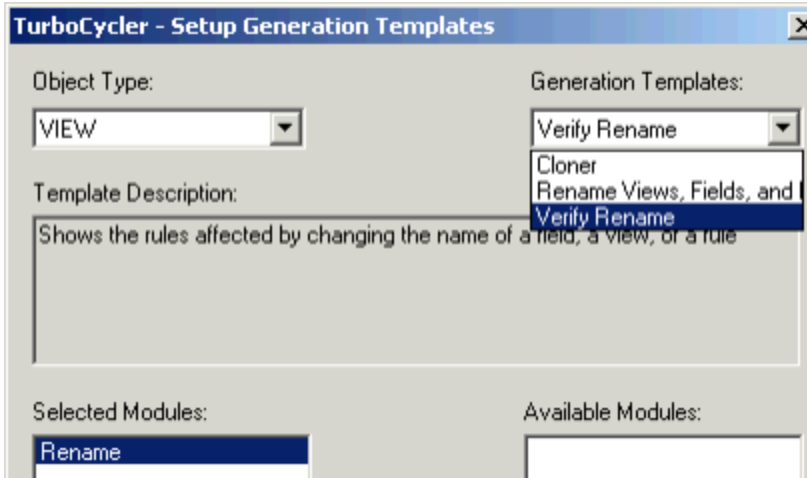 TurboCycler - Setup Generation Templates
Object Type:
Generation Templates:
VIEW
Verify Rename
Cloner
Rename Views, Fields, and
Verify Rename
Template Description:
Shows the rules affected by changing the name of a field, a view, or a rule
Selected Modules:
Available Modules:
Rename